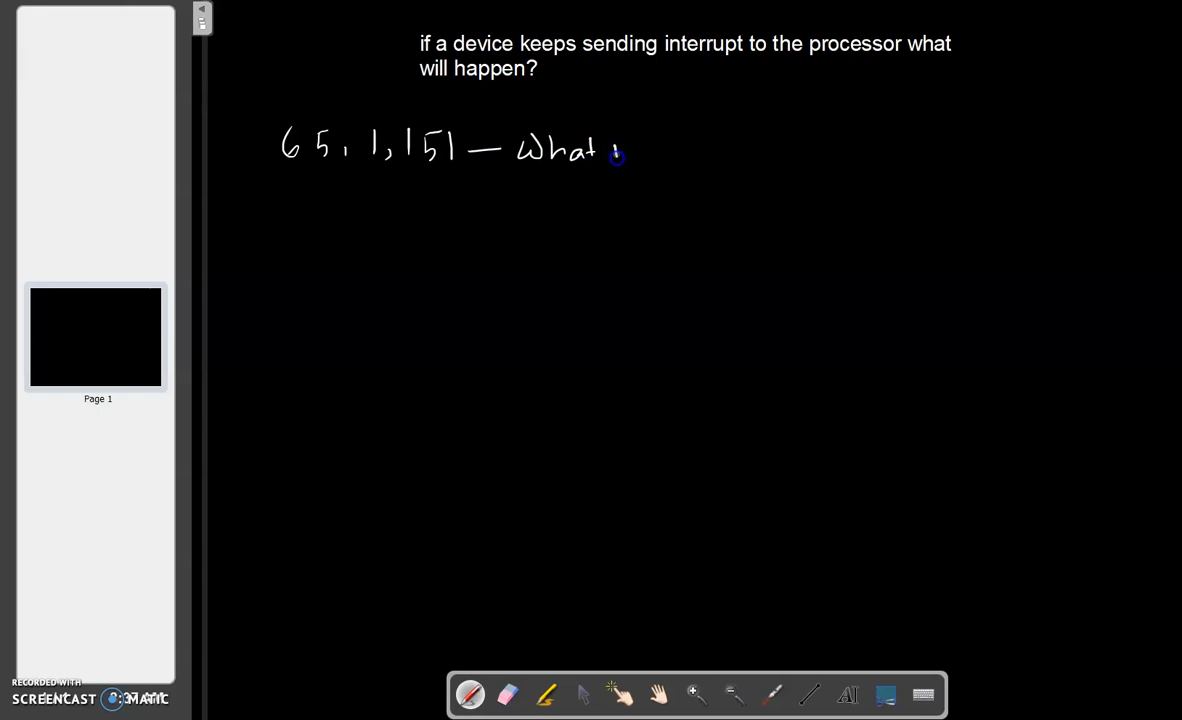 if a device keeps sending interrupt to the processor what
will happen?
65, 1, 151 — What
Page 1
RECORDED WITH
SCREENCAST MATIC
AI